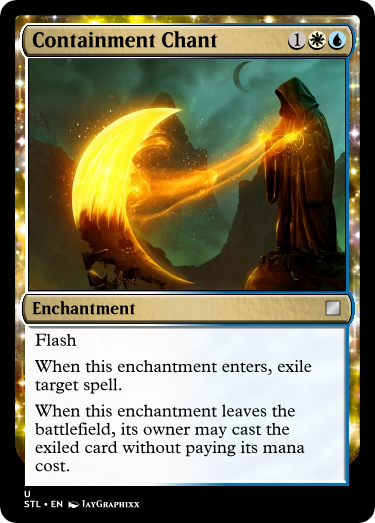 Containment Chant 1
Enchantment
Flash
When this enchantment enters, exile
target spell.
When this enchantment leaves the
battlefield, its owner may cast the
exiled card without paying its mana
cost.
U
STL • EN JayGraphixx